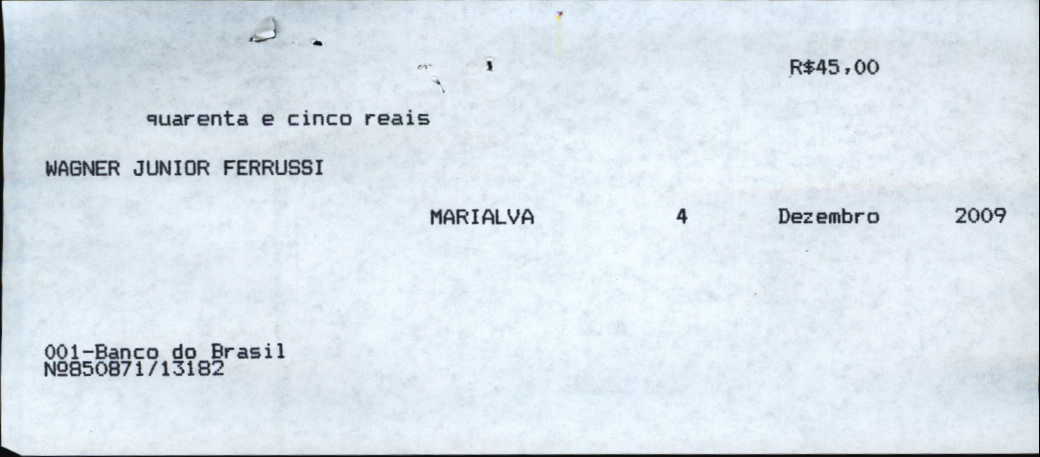 R$45,00
quarenta e cinco reais
WAGNER JUNIOR FERRUSSI
MARIALVA 4 Dezembro 2009
001-Banco do Brasil
Nº850871/13182